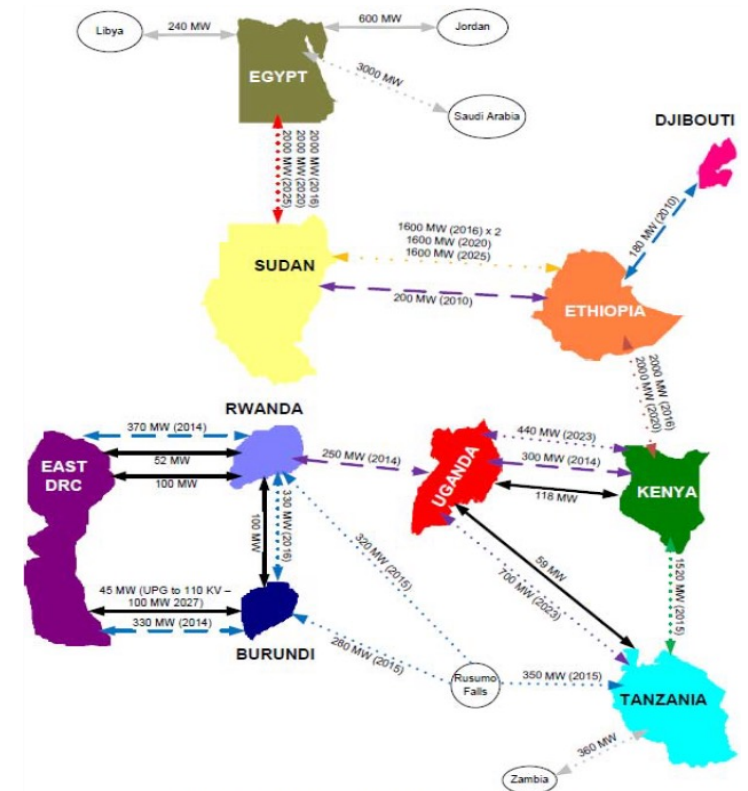 Libya
240 MW
600 MW
Jordan
EGYPT
3000 MW
Saudi Arabia
DJIBOUTI
2000 MW (2016)
2000 MW (2020)
2000 MW (2025)
180 MW (2010)
1600 MW (2016) x 2
1600 MW (2020)
1600 MW (2025)
SUDAN
200 MW (2010)
ETHIOPIA
2000 MW (2016)
2000 MW (2020)
RWANDA
370 MW (2014)
52 MW
100 MW
EAST
DRC
250 MW (2014)
UGANDA
440 MW (2023)
300 MW (2014)
118 MW
KENYA
100 MW
330 MW (2016)
320 MW (2015)
59 MW
700 MW (2023)
1520 MW (2015)
45 MW (UPG to 110 KV –
100 MW 2027)
330 MW (2014)
BURUNDI
280 MW (2015)
Rusumo
Falls
350 MW (2015)
TANZANIA
360 MW
Zambia